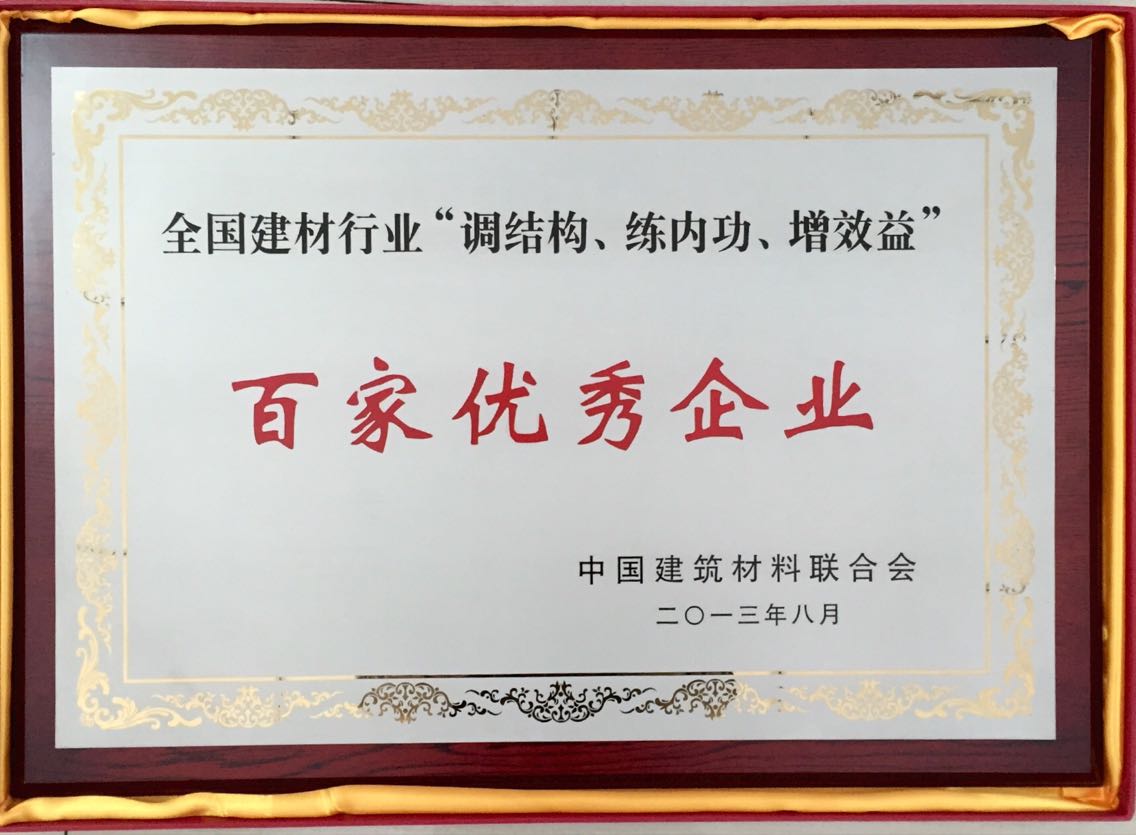 全国建材行业“调结构、练内功、增效益”
百家优秀企业
中国建筑材料联合会
二〇一三年八月